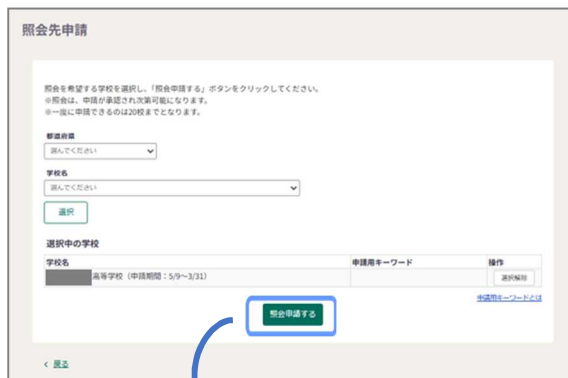 照会先申請
照会を希望する学校を選択し、「照会申請する」ボタンをクリックしてください。
※照会は、申請が承認され次第可能になります。
※一度に申請できるのは20校までとなります。
都道府県
選んでください
学校名
選んでください
選択
選択中の学校
学校名 申請用キーワード 操作
高等学校（申請期間：5/9～3/31） 選択解除
申請用キーワードとは
照会申請する
< 戻る